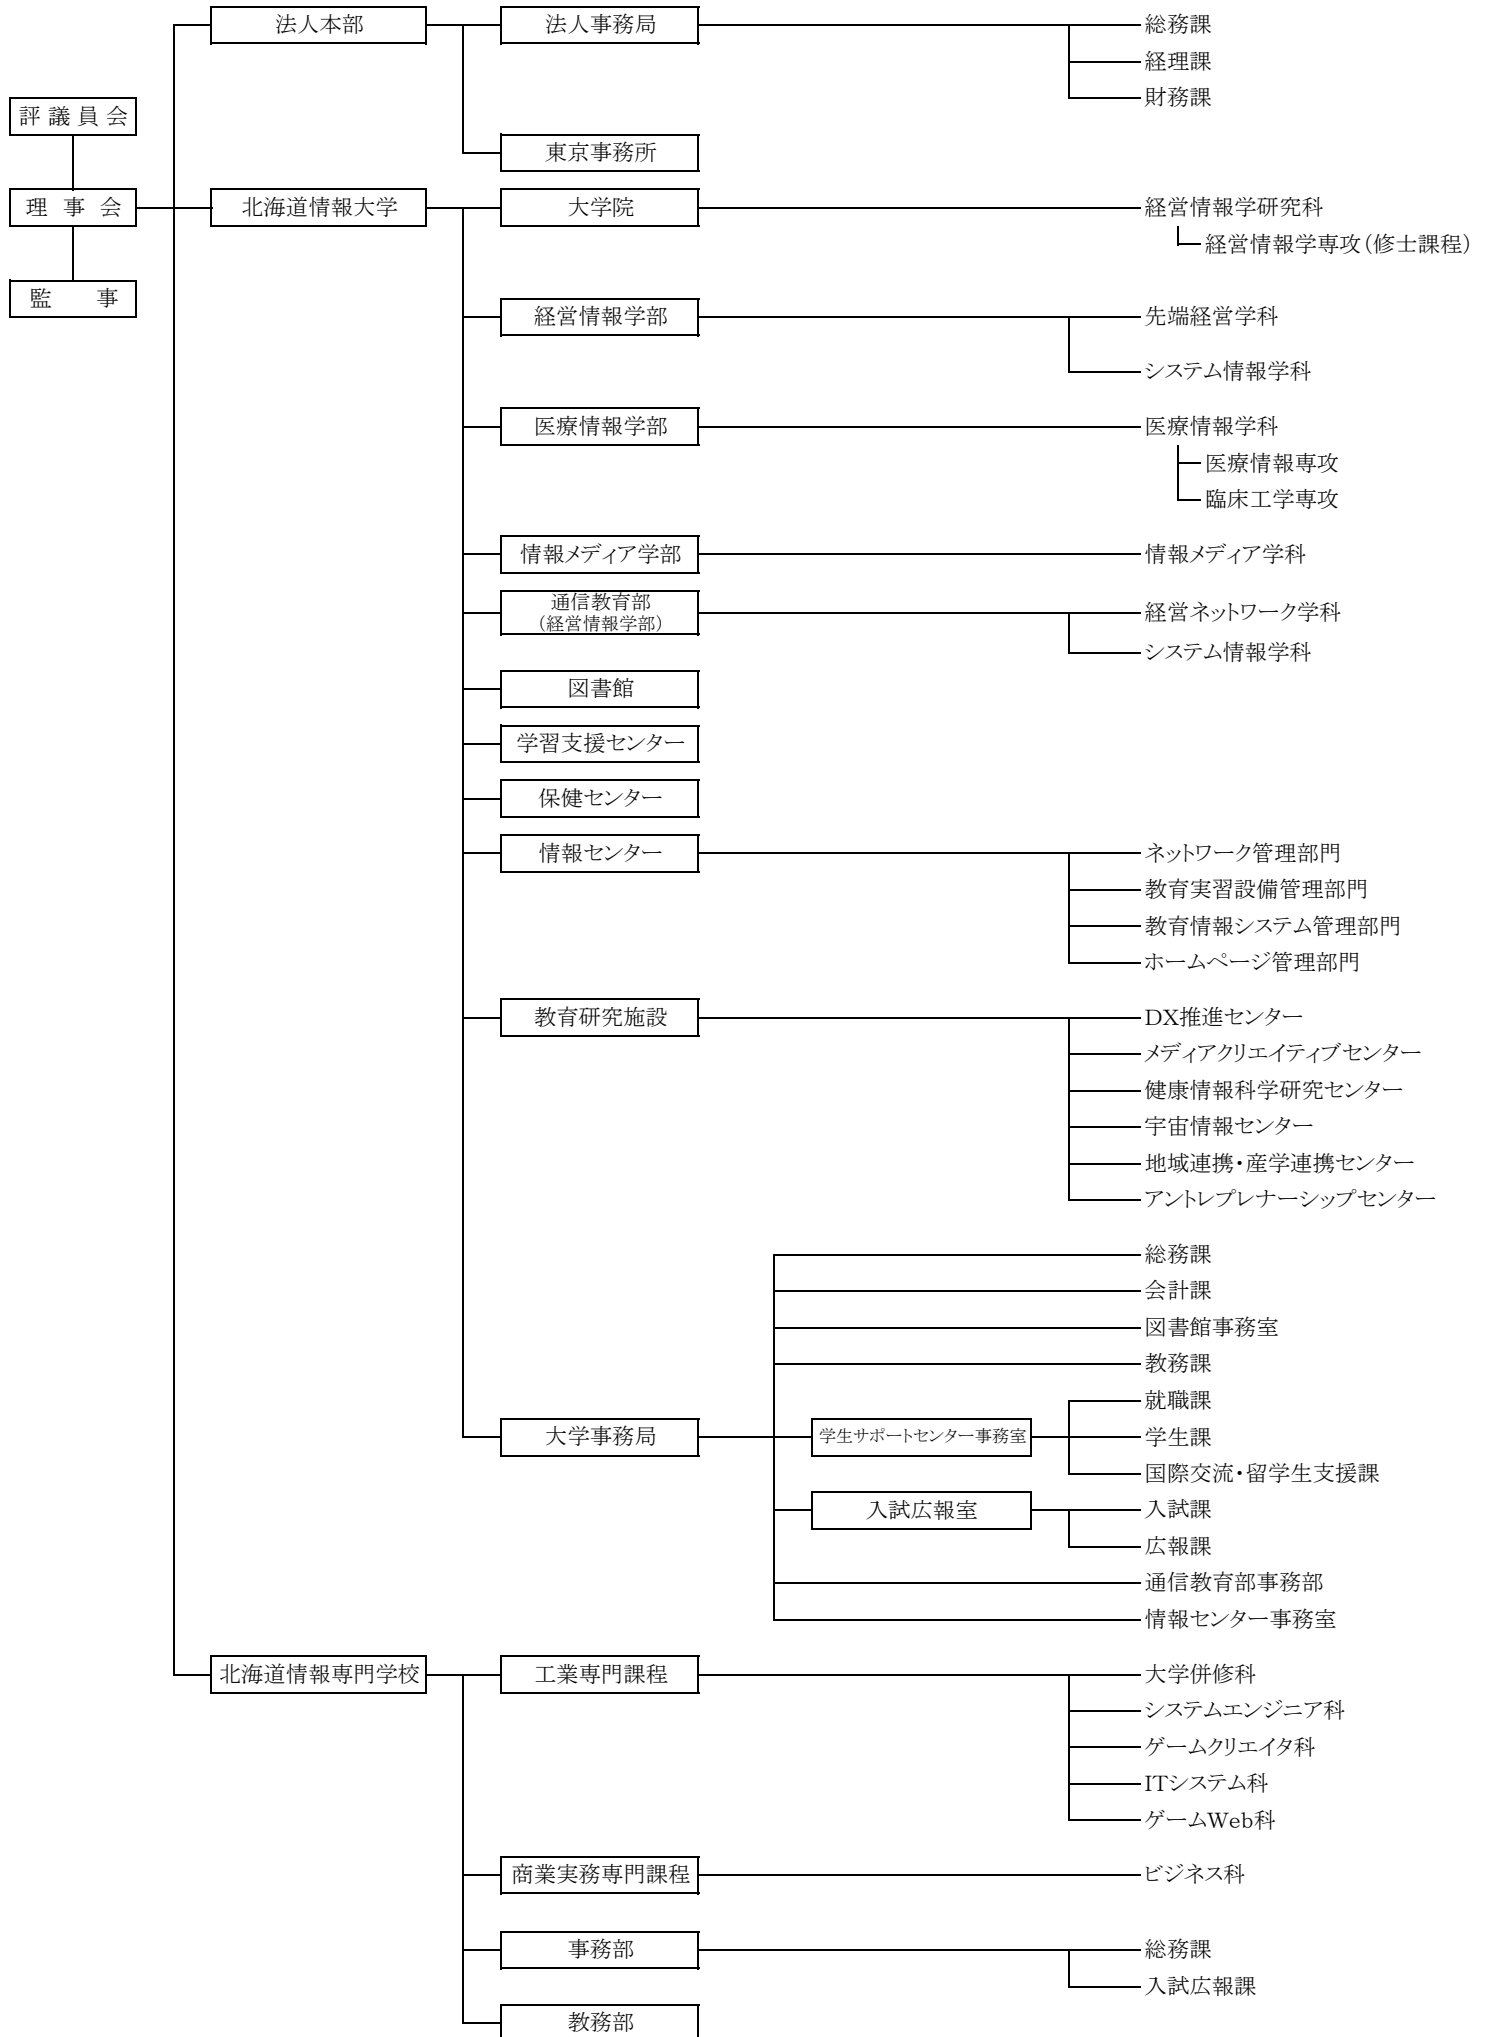 法人本部
法人事務局
総務課
経理課
財務課
評議員会
東京事務所
理事会
北海道情報大学
大学院
経営情報学研究科
経営情報学専攻(修士課程)
監 事
経営情報学部
先端経営学科
システム情報学科
医療情報学部
医療情報学科
医療情報専攻
臨床工学専攻
情報メディア学部
情報メディア学科
通信教育部
(経営情報学部)
経営ネットワーク学科
システム情報学科
図書館
学習支援センター
保健センター
情報センター
ネットワーク管理部門
教育実習設備管理部門
教育情報システム管理部門
ホームページ管理部門
教育研究施設
DX推進センター
メディアクリエイティブセンター
健康情報科学研究センター
宇宙情報センター
地域連携・産学連携センター
アントレプレナーシップセンター
総務課
会計課
図書館事務室
教務課
就職課
大学事務局
学生サポートセンター事務室
学生課
国際交流・留学生支援課
入試広報室
入試課
広報課
通信教育部事務部
情報センター事務室
北海道情報専門学校
工業専門課程
大学併修科
システムエンジニア科
ゲームクリエイタ科
ITシステム科
ゲームWeb科
商業実務専門課程
ビジネス科
事務部
総務課
入試広報課
教務部